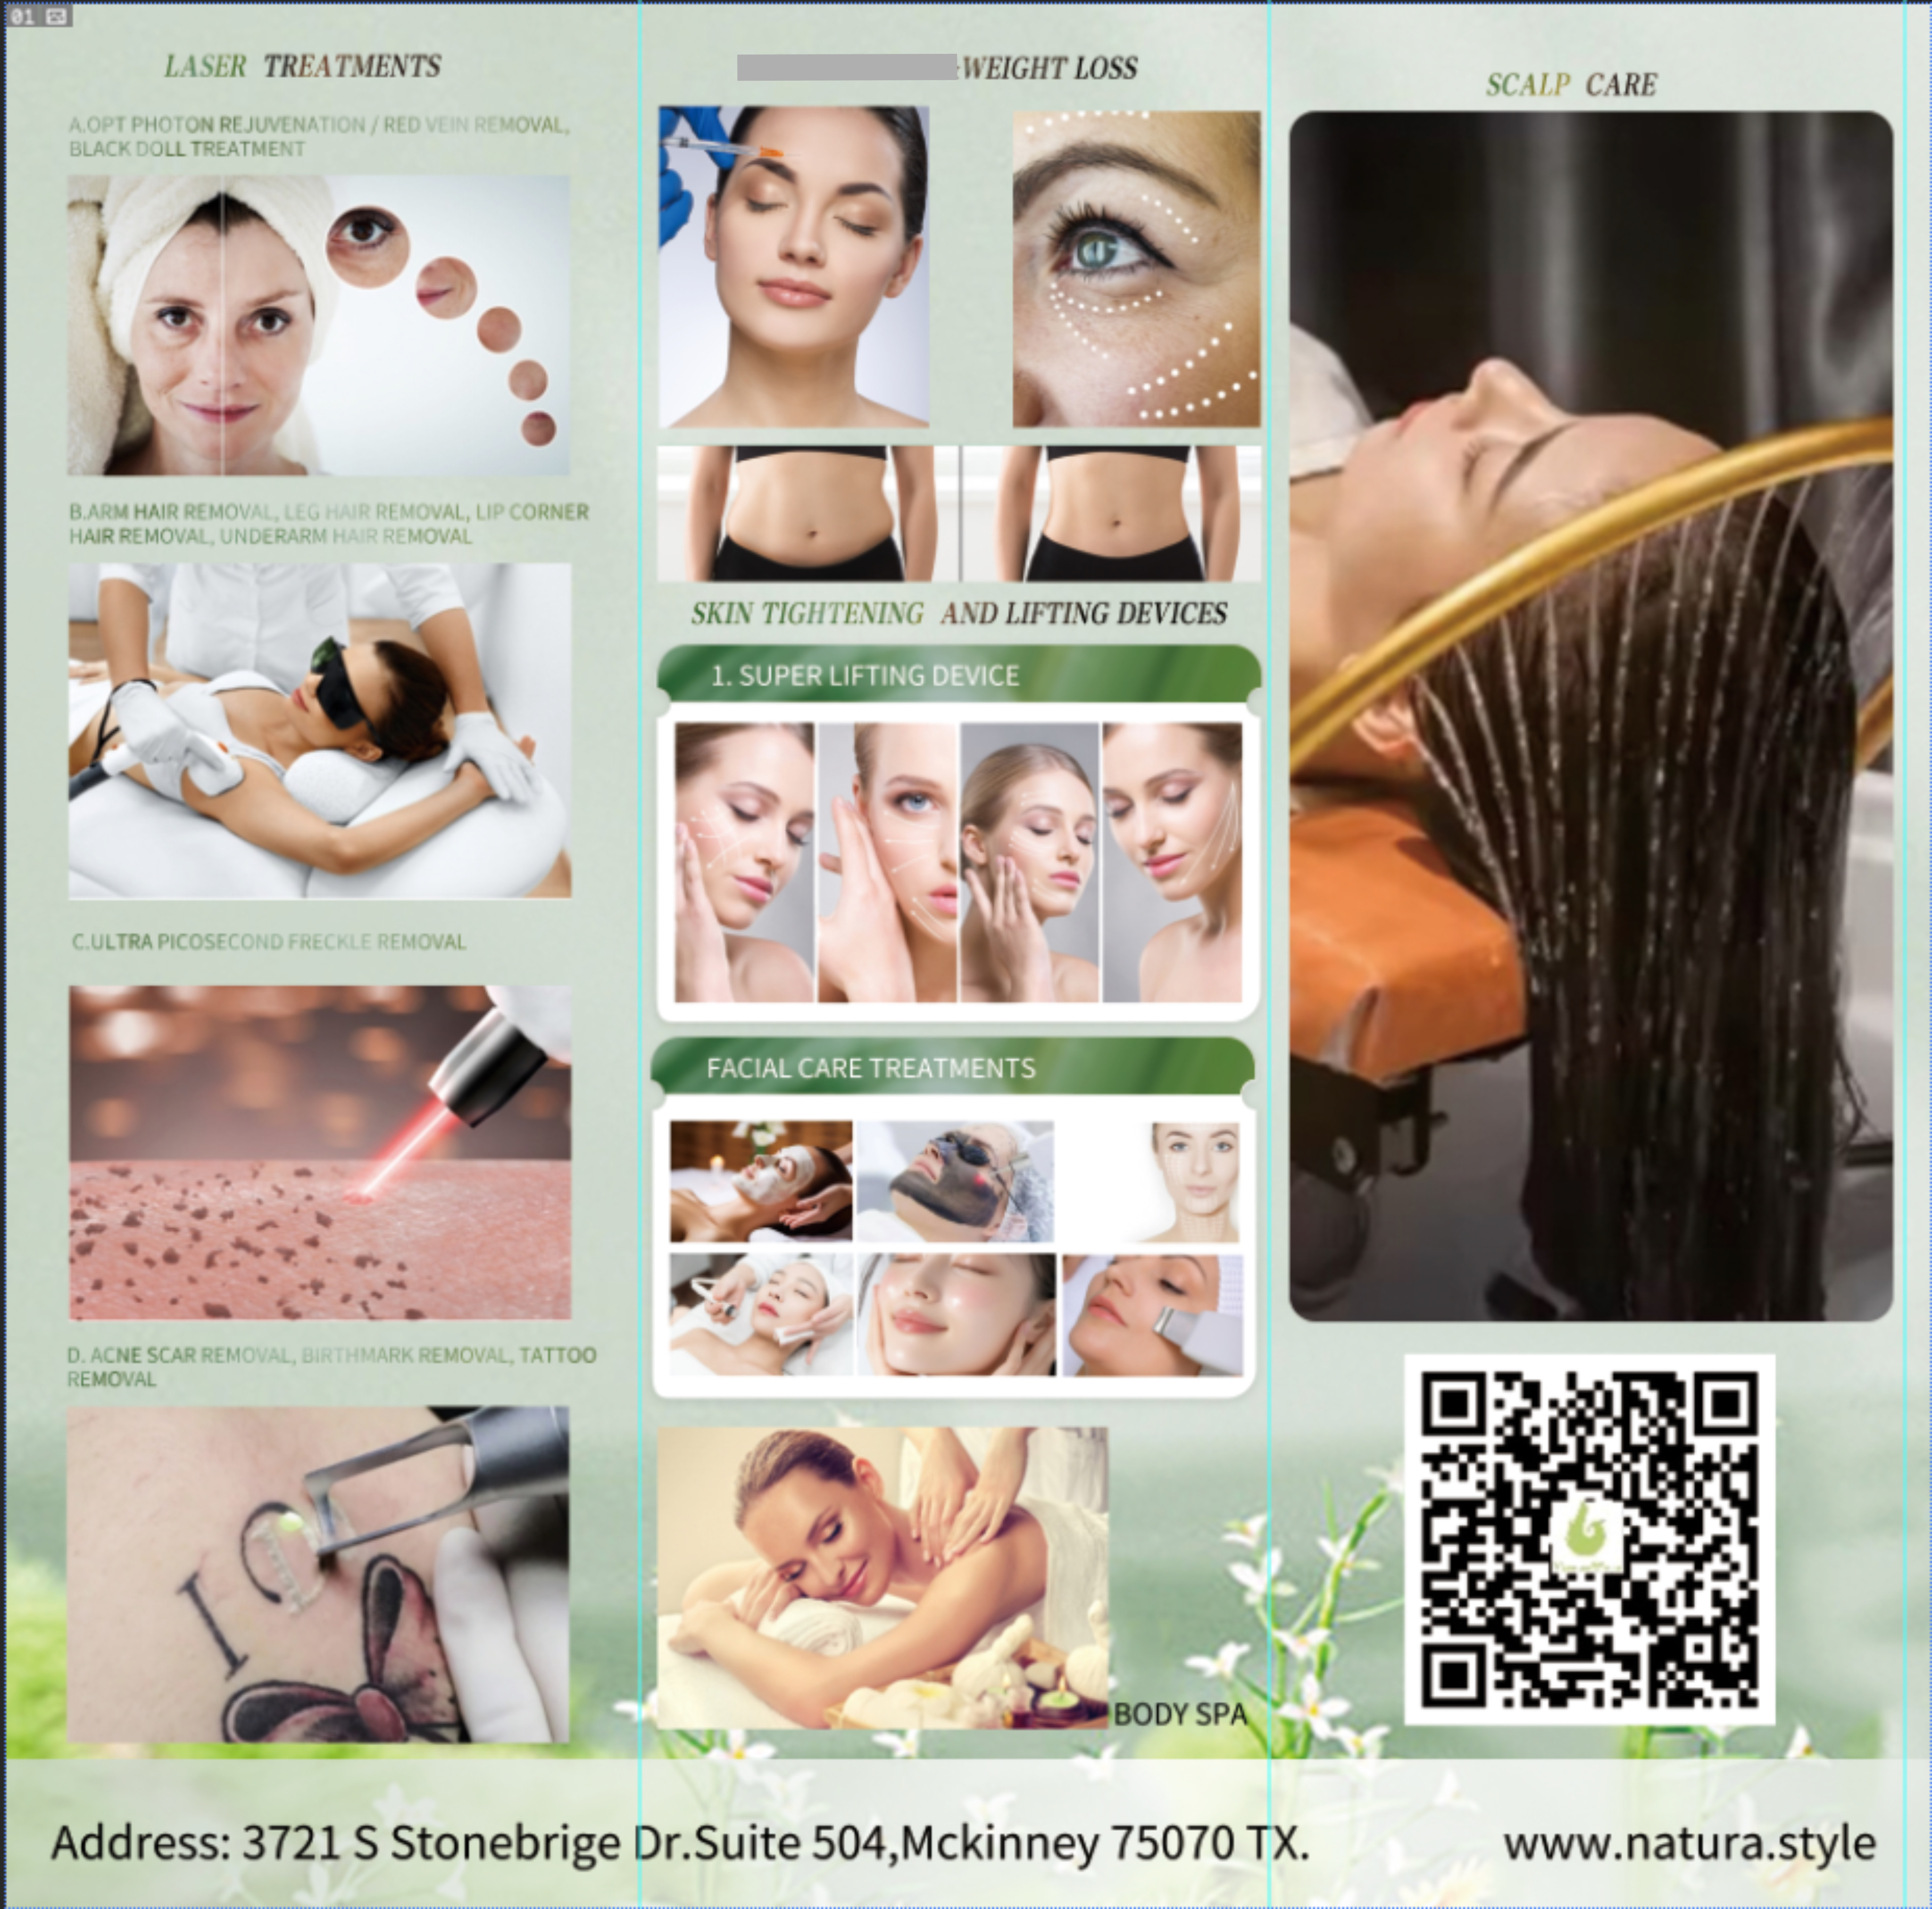 01
LASER TREATMENTS
A.OPT PHOTON REJUVENATION / RED VEIN REMOVAL,
BLACK DOLL TREATMENT
B.ARM HAIR REMOVAL, LEG HAIR REMOVAL, LIP CORNER
HAIR REMOVAL, UNDERARM HAIR REMOVAL
C.ULTRA PICOSECOND FRECKLE REMOVAL
D. ACNE SCAR REMOVAL, BIRTHMARK REMOVAL, TATTOO
REMOVAL
WEIGHT LOSS
SKIN TIGHTENING AND LIFTING DEVICES
1. SUPER LIFTING DEVICE
FACIAL CARE TREATMENTS
BODY SPA
SCALP CARE
Address: 3721 S Stonebrige Dr.Suite 504,Mckinney 75070 TX.
www.natura.style